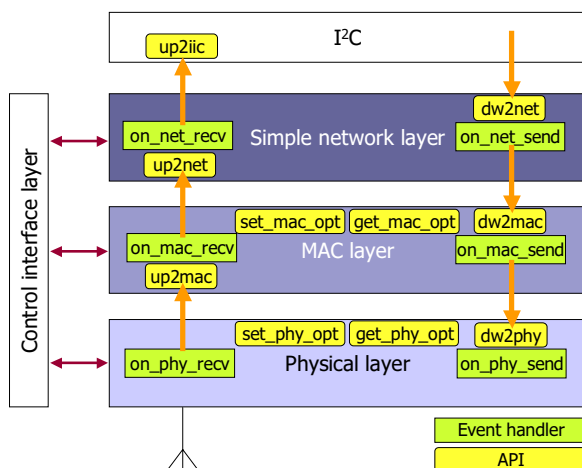 I²C
up2iic
dw2net
on_net_recv
Simple network layer
on_net_send
up2net
set_mac_opt
get_mac_opt
dw2mac
on_mac_recv
MAC layer
on_mac_send
up2mac
set_phy_opt
get_phy_opt
dw2phy
on_phy_recv
Physical layer
on_phy_send
Control interface layer
Event handler
API